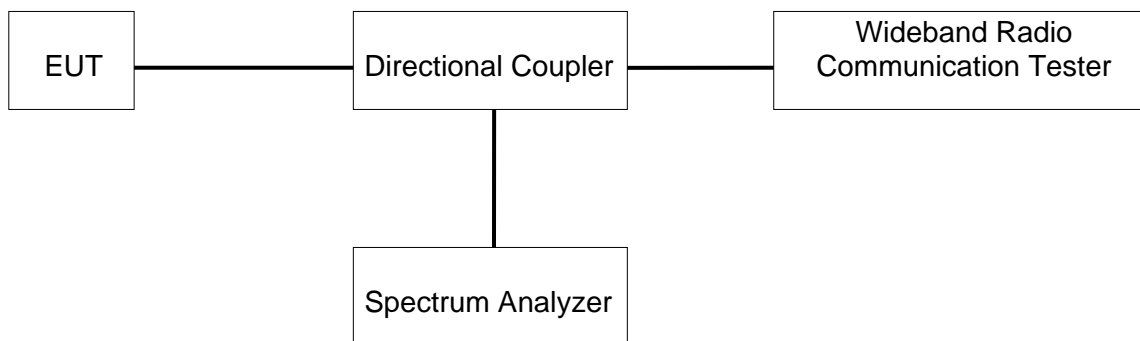 EUT
Directional Coupler
Wideband Radio
Communication Tester
Spectrum Analyzer